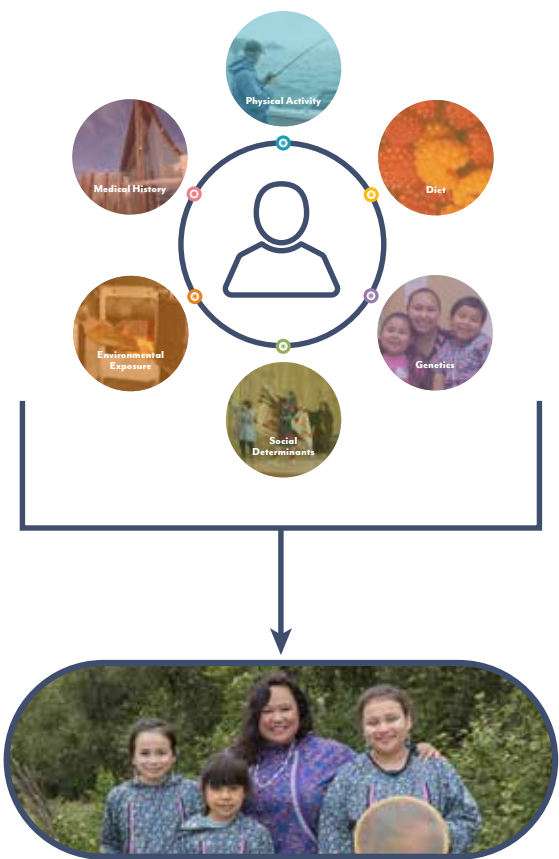 Physical Activity
Medical History
Diet
Environmental
Exposure
Genetics
Social
Determinants